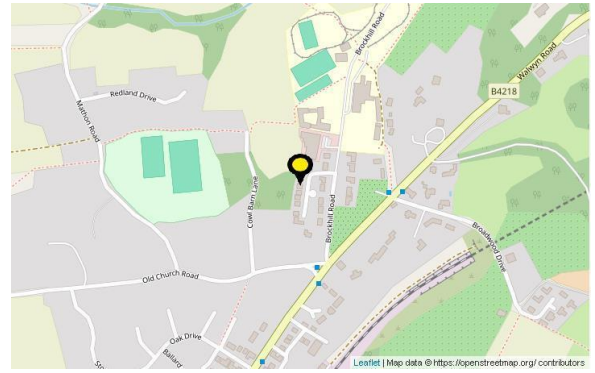 Brockhill Road
Walwyn Road
B4218
Redland Drive
Mathon Road
Cowl Barn Lane
Brockhill Road
Broadwood Drive
Old Church Road
Oak Drive
Ballard
Leaflet | Map data © https://openstreetmap.org/ contributors